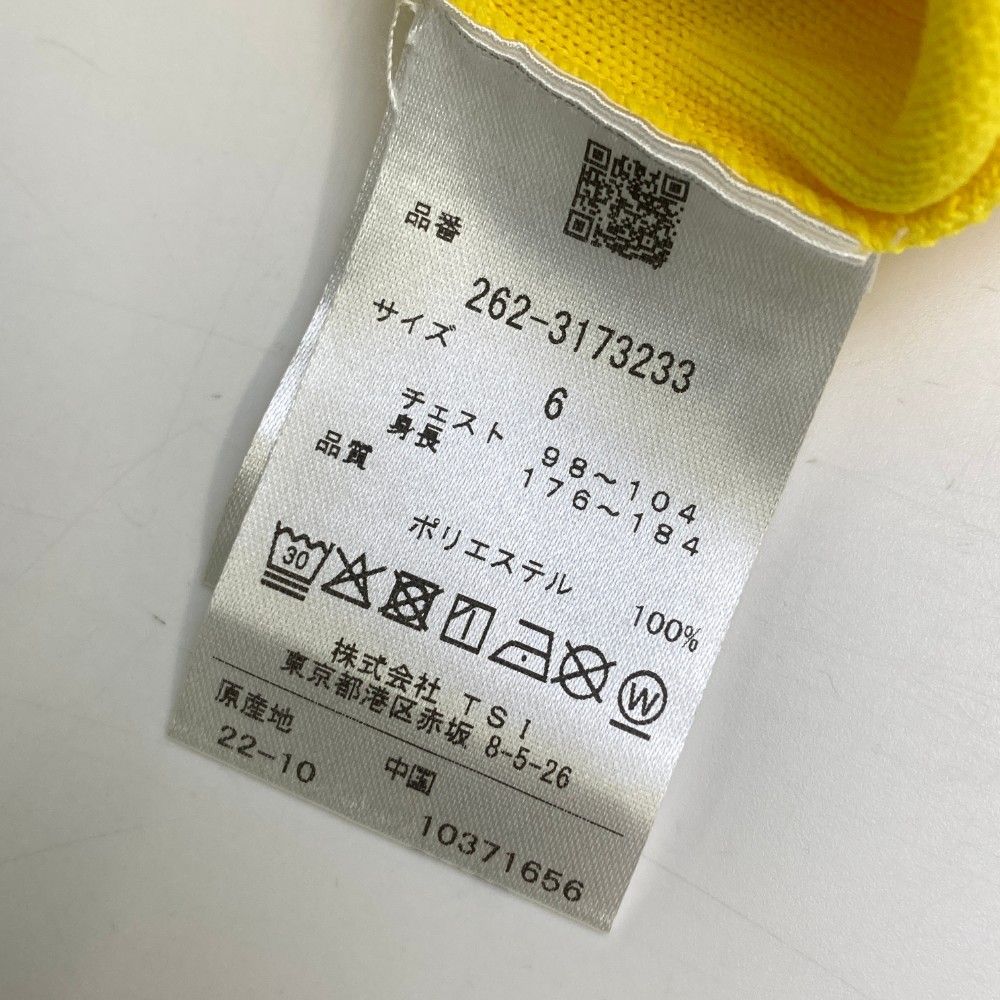 品番
262-3173233
サイズ
6
チェスト 98～104
身長 176～184
品質
ポリエステル 100%
30
W
株式会社 TSI
東京都港区赤坂 8-5-26
原産地 中国
22-10 10371656